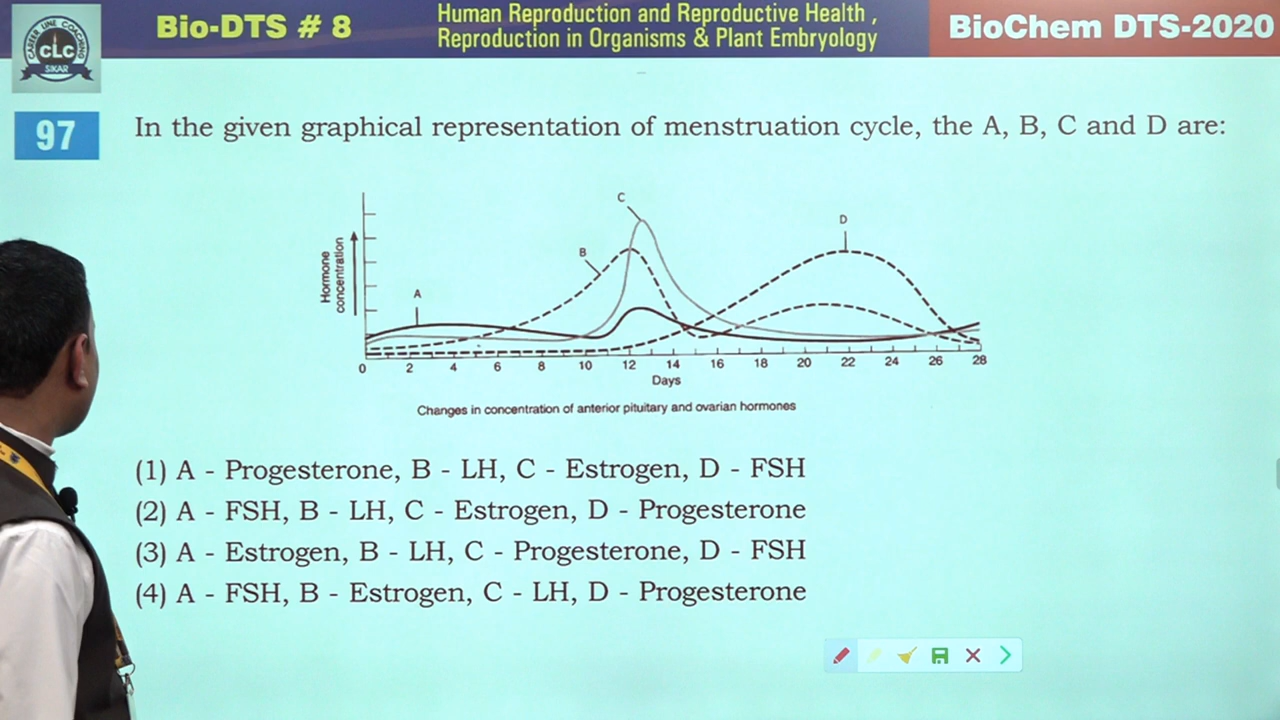 Bio-DTS # 8
Human Reproduction and Reproductive Health ,
Reproduction in Organisms & Plant Embryology
BioChem DTS-2020
CAREER LINE COACHING
CLC
SIKAR
97
In the given graphical representation of menstruation cycle, the A, B, C and D are:
C
D
B
A
Hormone
concentration
0 2 4 6 8 10 12 14 16 18 20 22 24 26 28
Days
Changes in concentration of anterior pituitary and ovarian hormones
(1) A - Progesterone, B - LH, C - Estrogen, D - FSH
(2) A - FSH, B - LH, C - Estrogen, D - Progesterone
(3) A - Estrogen, B - LH, C - Progesterone, D - FSH
(4) A - FSH, B - Estrogen, C - LH, D - Progesterone